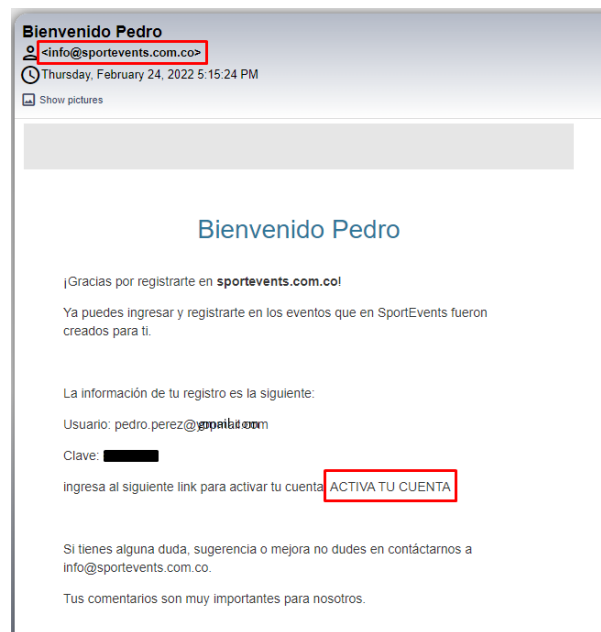 Bienvenido Pedro
<info@sportevents.com.co>
Thursday, February 24, 2022 5:15:24 PM
Show pictures
Bienvenido Pedro
¡Gracias por registrarte en sportevents.com.co!
Ya puedes ingresar y registrarte en los eventos que en SportEvents fueron
creados para ti.
La información de tu registro es la siguiente:
Usuario: pedro.perez@
Clave:
ingresa al siguiente link para activar tu cuenta ACTIVA TU CUENTA
Si tienes alguna duda, sugerencia o mejora no dudes en contáctarnos a
info@sportevents.com.co.
Tus comentarios son muy importantes para nosotros.